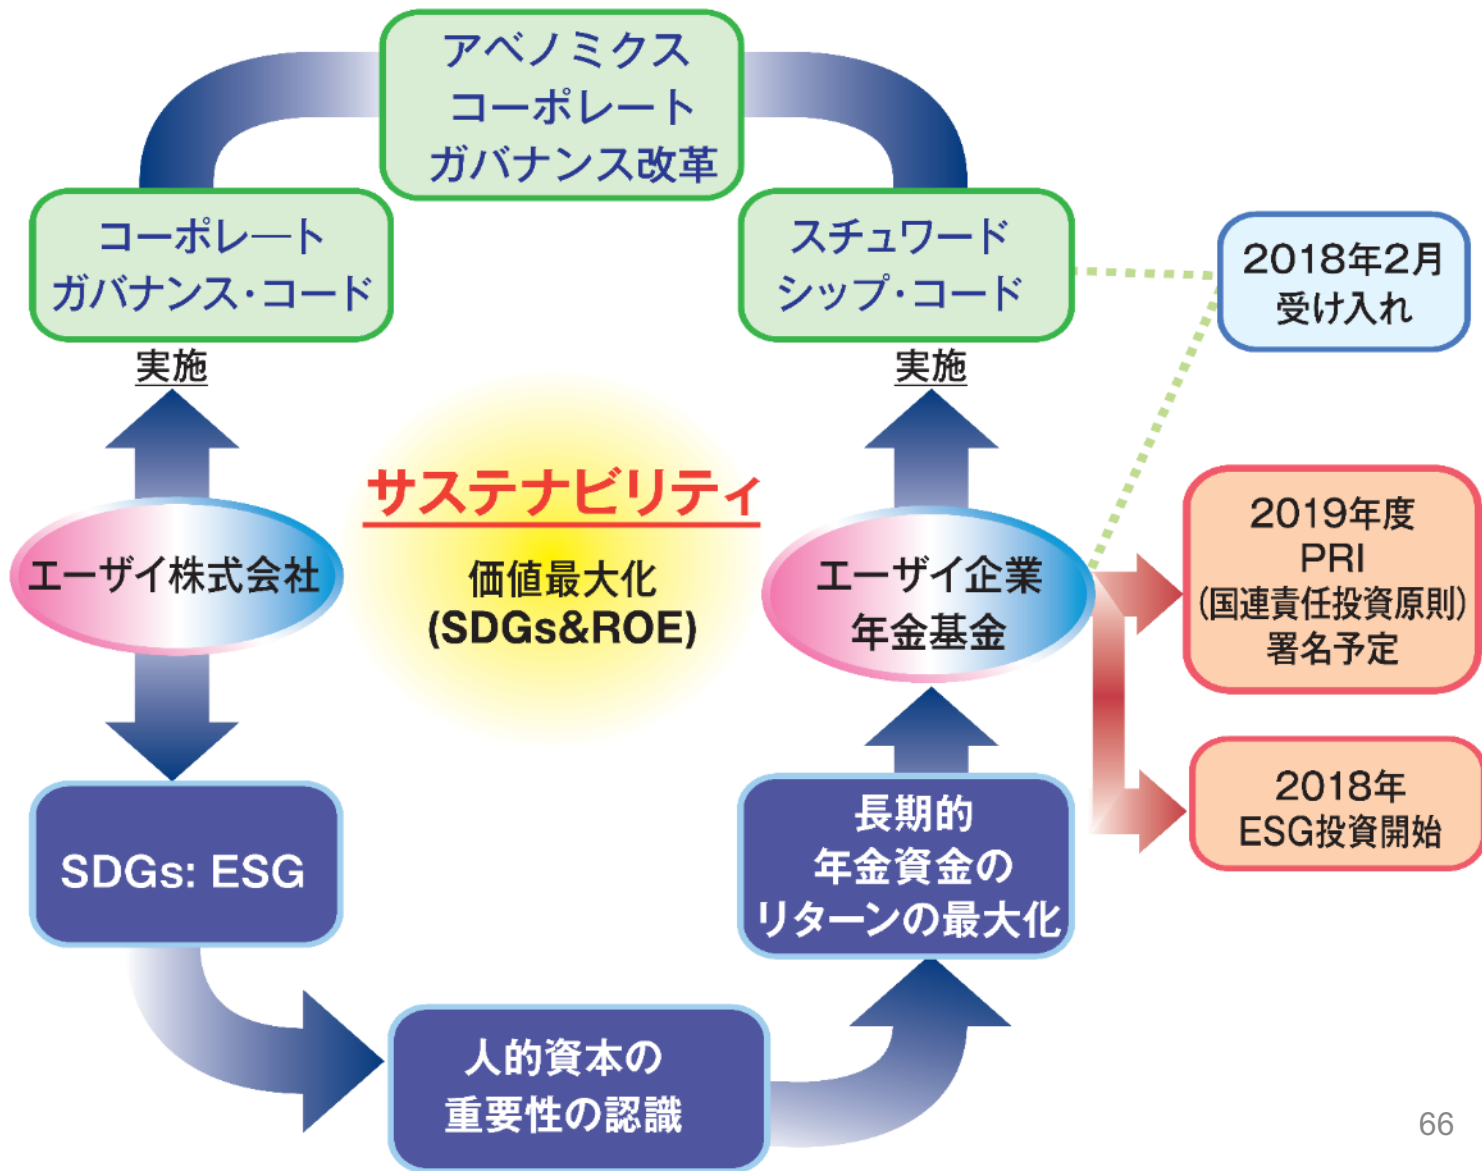 アベノミクス
コーポレート
ガバナンス改革
コーポレート
ガバナンス・コード
スチュワード
シップ・コード
2018年2月
受け入れ
実施
実施
サステナビリティ
価値最大化
(SDGs&ROE)
エーザイ株式会社
エーザイ企業
年金基金
2019年度
PRI
(国連責任投資原則)
署名予定
2018年
ESG投資開始
SDGs: ESG
長期的
年金資金の
リターンの最大化
人的資本の
重要性の認識
66